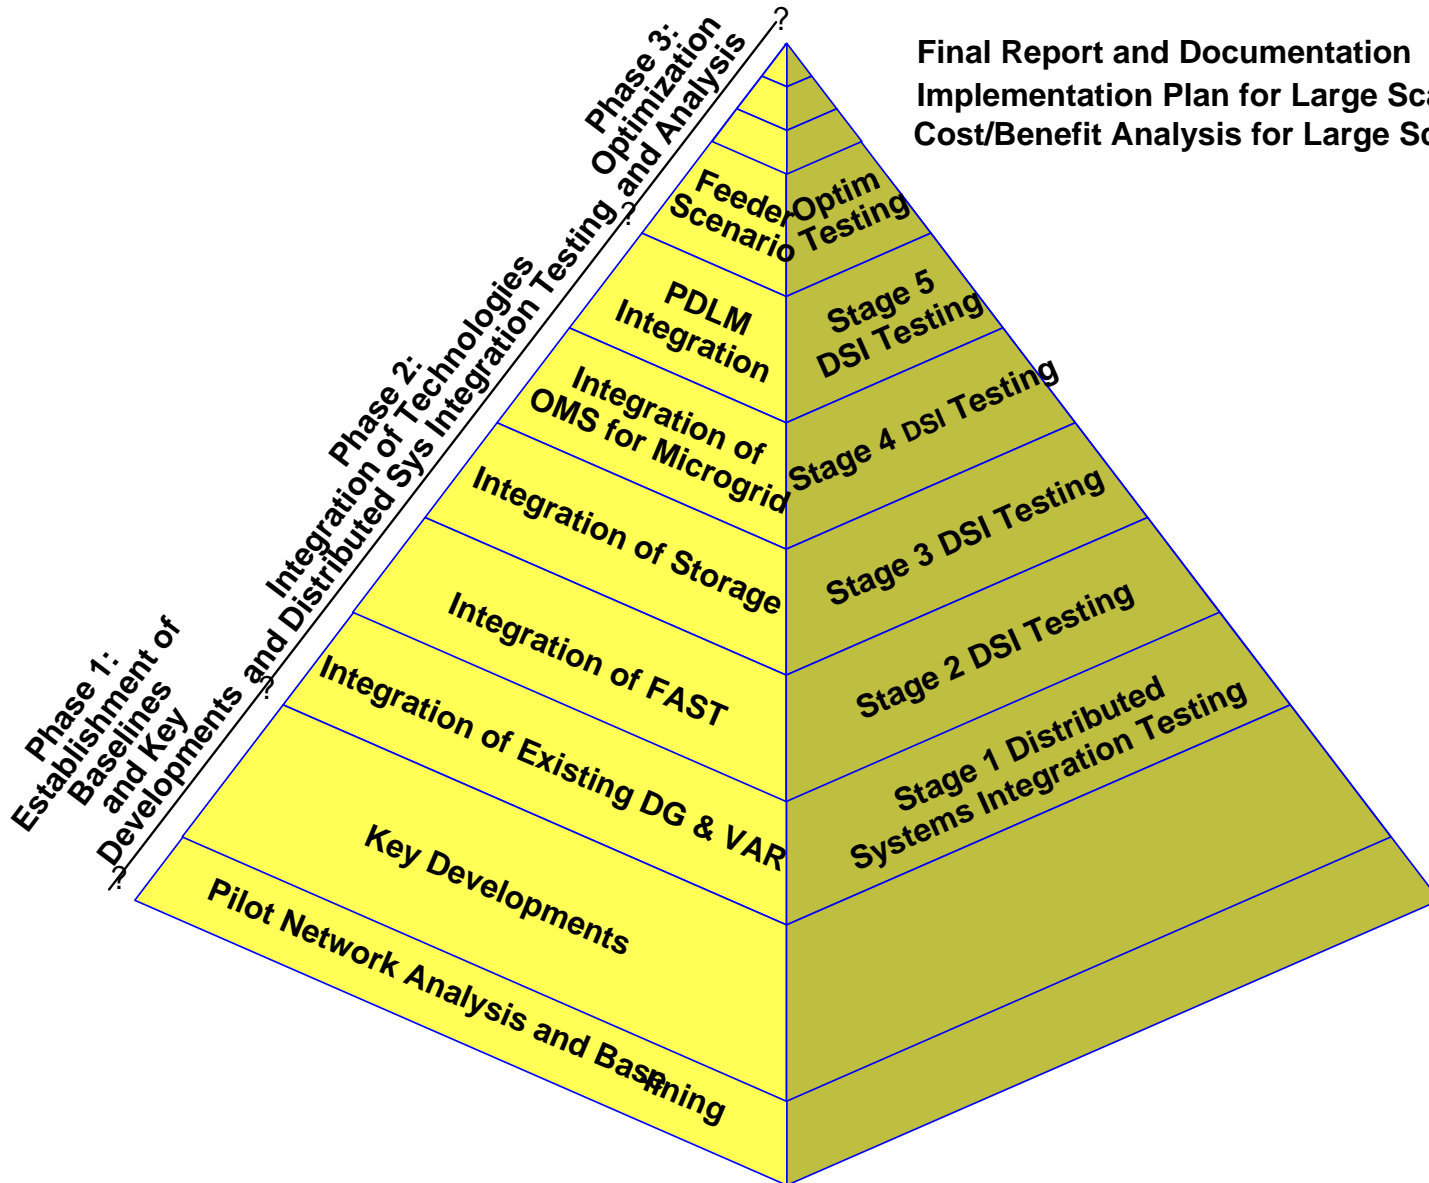 Final Report and Documentation
Implementation Plan for Large Sca
Cost/Benefit Analysis for Large Sc
?
Phase 3:
Optimization
and Analysis
?
Phase 2:
Integration of Technologies
and Distributed Sys Integration Testing
?
Phase 1:
Establishment of
Baselines
and Key
Developments
?
Feeder Optim
Scenario Testing
PDLM
Integration
Stage 5
DSI Testing
Integration of
OMS for Microgrid
Stage 4 DSI Testing
Integration of Storage
Stage 3 DSI Testing
Integration of FAST
Stage 2 DSI Testing
Integration of Existing DG & VAR
Stage 1 Distributed
Systems Integration Testing
Key Developments
Pilot Network Analysis and Base-lining